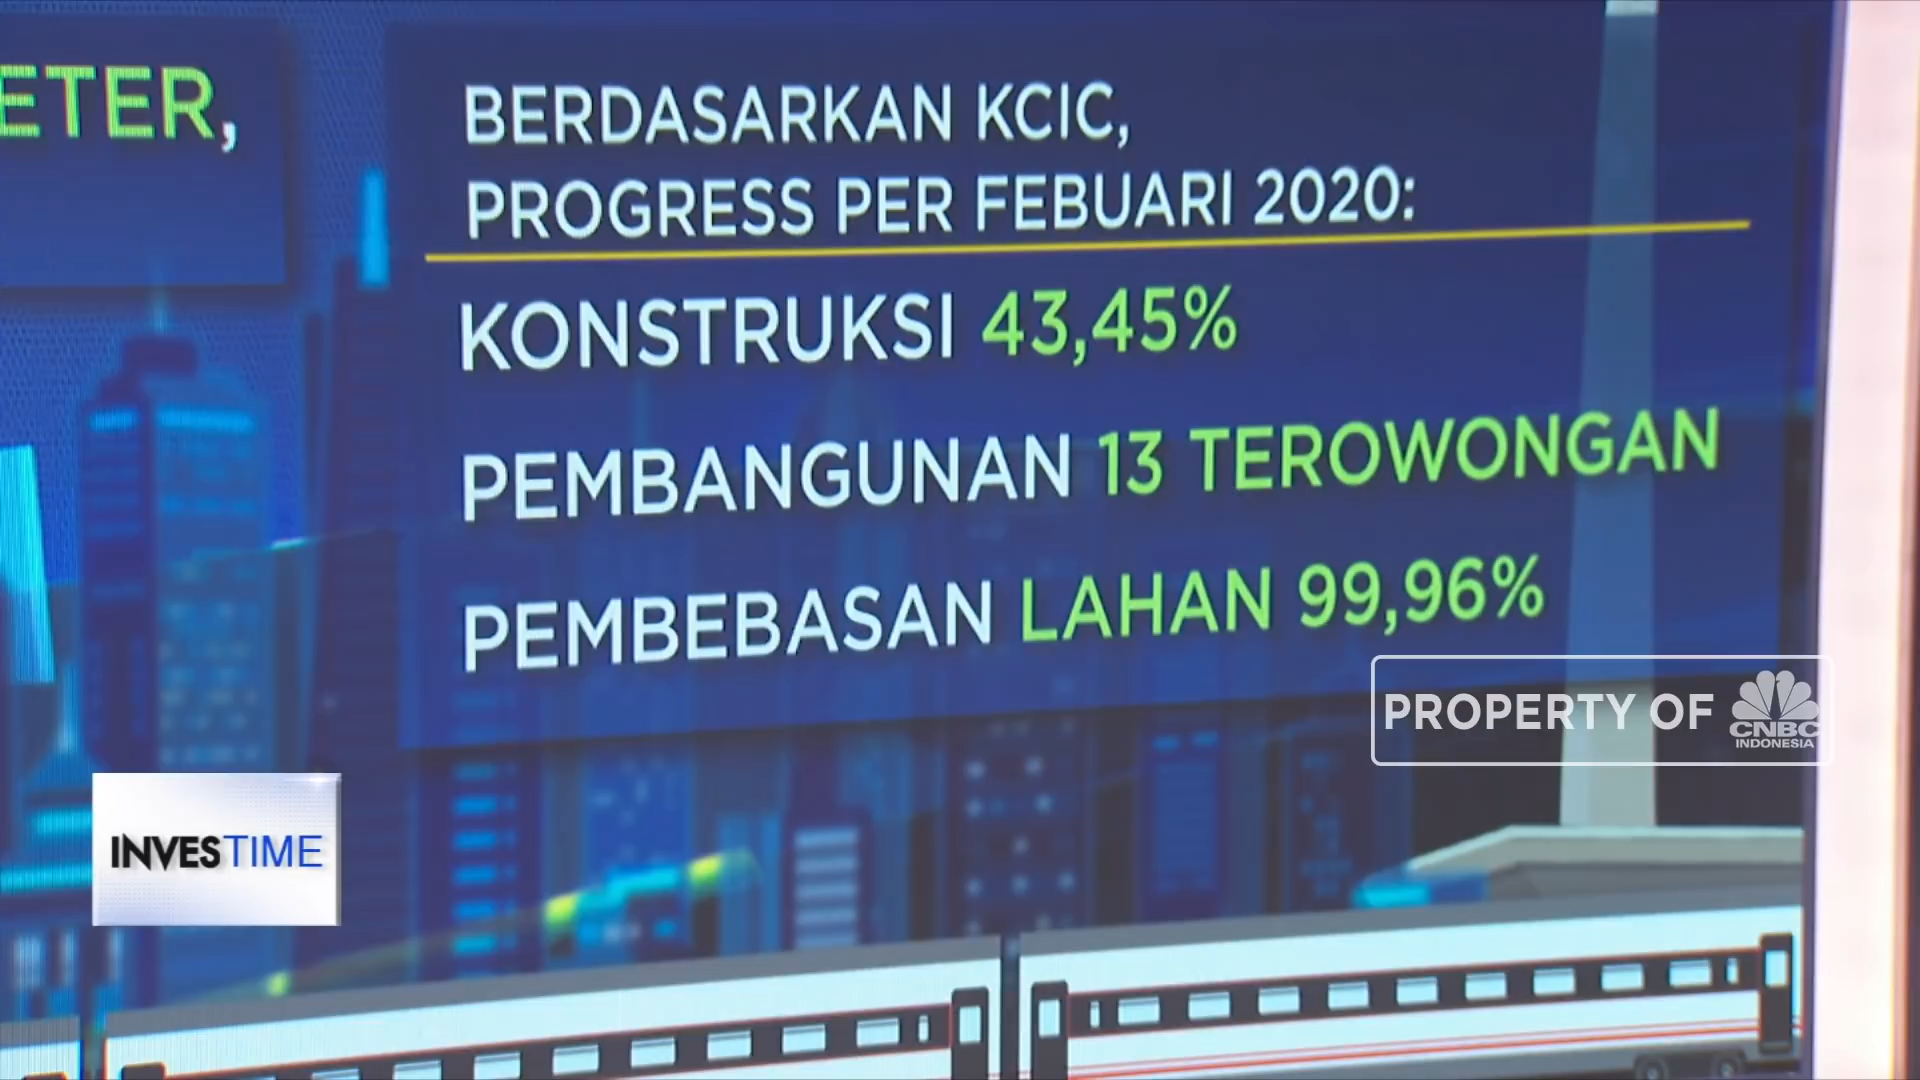 ETER,
BERDASARKAN KCIC,
PROGRESS PER FEBUARI 2020:
KONSTRUKSI 43,45%
PEMBANGUNAN 13 TEROWONGAN
PEMBEBASAN LAHAN 99,96%
PROPERTY OF CNBC INDONESIA
INVESTIME